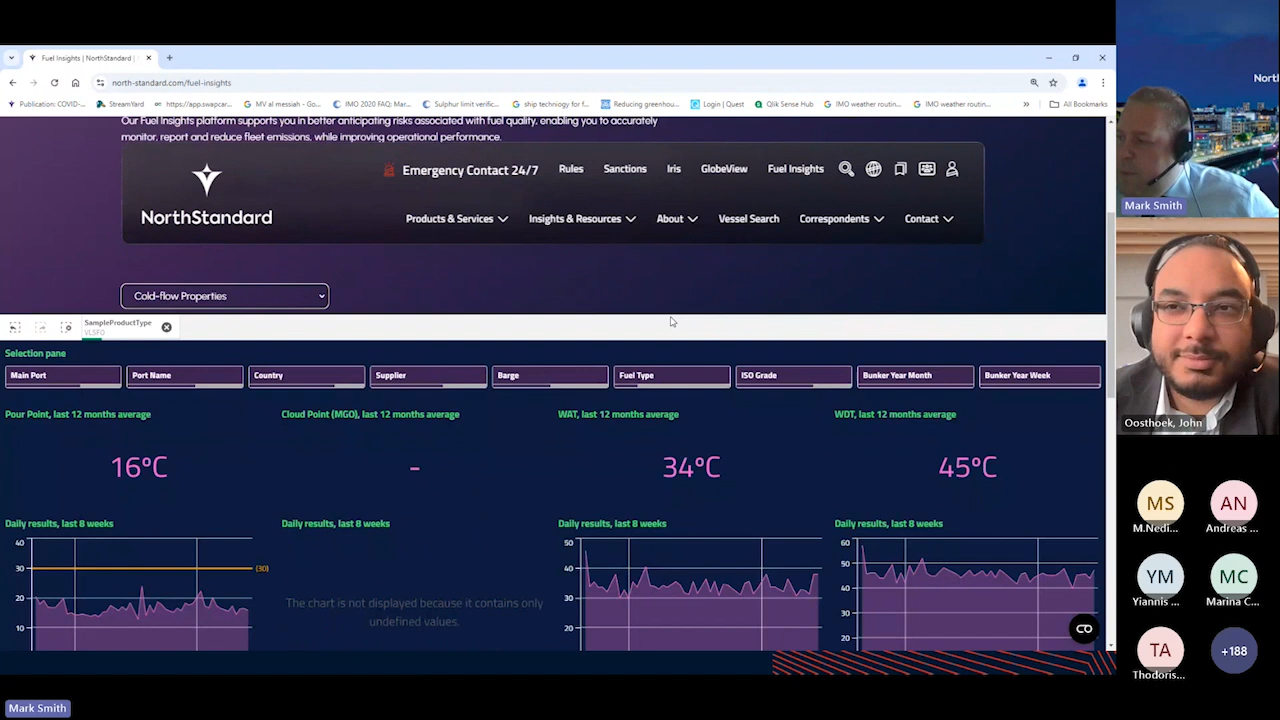 Fuel Insights | NorthStandard |
north-standard.com/fuel-insights
Publication: COVID-... StreamYard https://app.swapcar... MV al messiah - Go... IMO 2020 FAQ; Mar... Sulphur limit verific... ship technlogy for f... Reducing greenhou... Login | Quest Qlik Sense Hub IMO weather routin... IMO weather routin... » All Bookmarks
Our Fuel Insights platform supports you in better anticipating risks associated with fuel quality, enabling you to accurately
monitor, report and reduce fleet emissions, while improving operational performance.
Emergency Contact 24/7 Rules Sanctions Iris GlobeView Fuel Insights
NorthStandard
Products & Services Insights & Resources About Vessel Search Correspondents Contact
Cold-flow Properties
SampleProductType
VLSFO
Selection pane
Main Port Port Name Country Supplier Barge Fuel Type ISO Grade Bunker Year Month Bunker Year Week
Pour Point, last 12 months average Cloud Point (MGO), last 12 months average WAT, last 12 months average WDT, last 12 months average
16°C - 34°C 45°C
Daily results, last 8 weeks Daily results, last 8 weeks Daily results, last 8 weeks Daily results, last 8 weeks
40 50 60
30 (30) 40 50
20 30 40
10 20 30
20
The chart is not displayed because it contains only
undefined values.
North
Mark Smith
Oosthoek, John
MS AN
M.Nedi... Andreas ...
YM MC
Yiannis ... Marina C...
TA +188
Thodoris...
Mark Smith